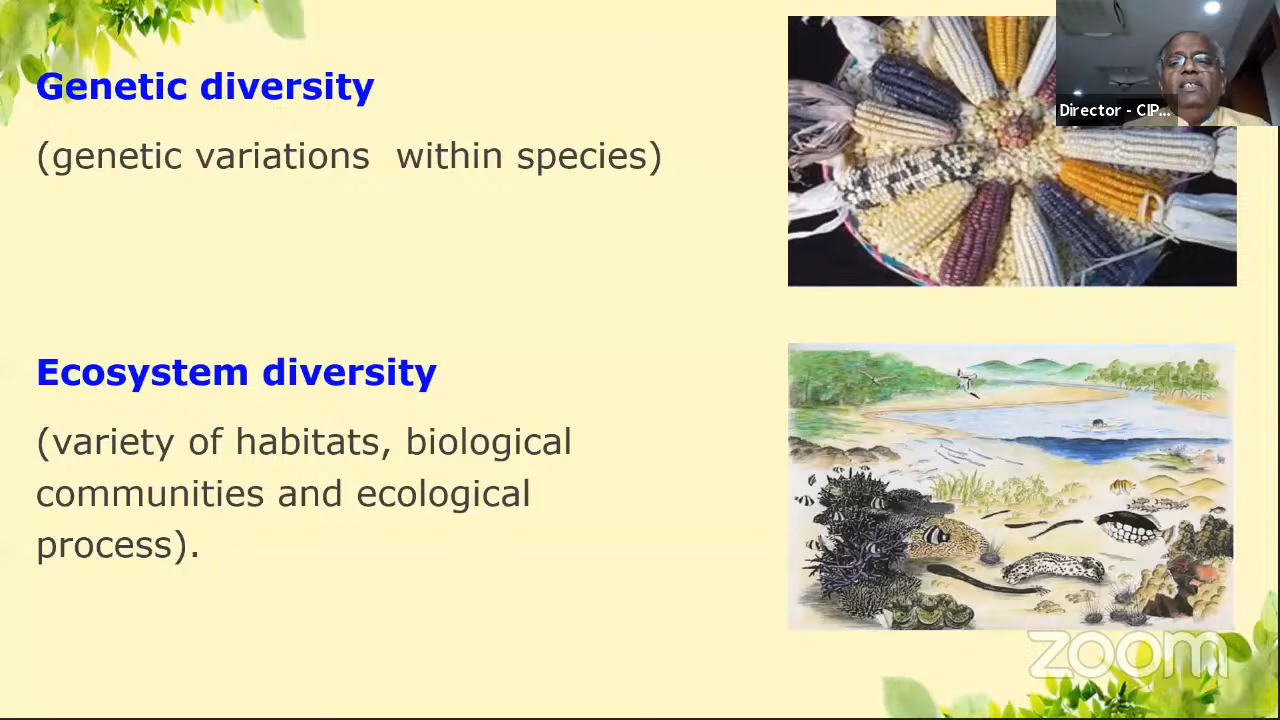 Genetic diversity
(genetic variations  within species)
Director - CIP...
Ecosystem diversity
(variety of habitats, biological
communities and ecological
process).
zoom